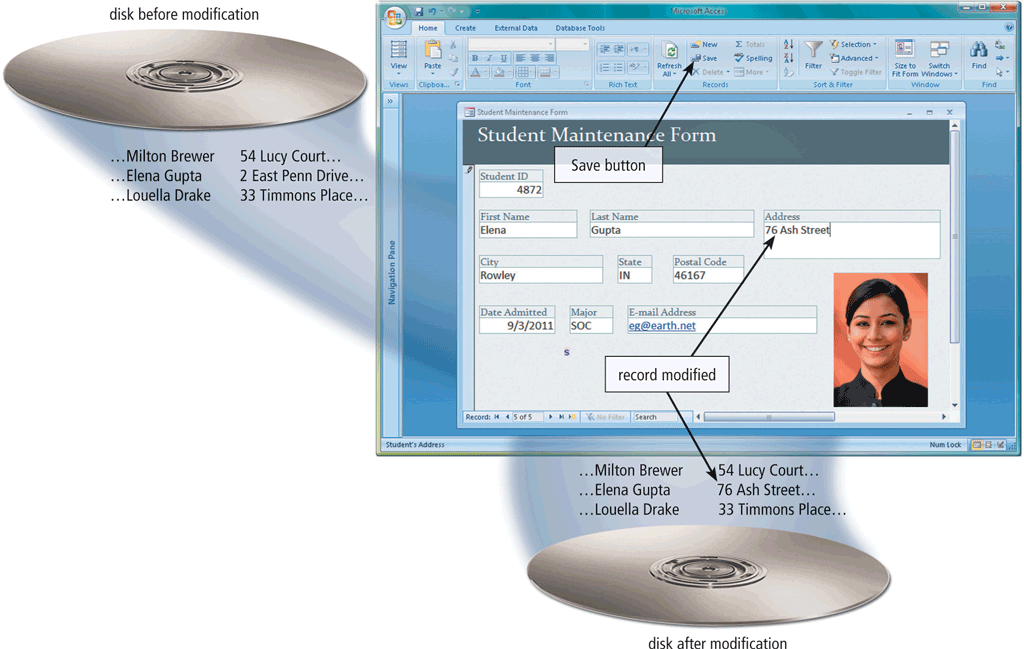 disk before modification
…Milton Brewer 54 Lucy Court…
…Elena Gupta 2 East Penn Drive…
…Louella Drake 33 Timmons Place…
Microsoft Access
Home Create External Data Database Tools
View
Paste
Refresh All
New
Save
Delete
Totals
Spelling
More
Filter
Selection
Advanced
Toggle Filter
Size to Fit Form
Switch Windows
Find
Views Clipboa... Font Rich Text Records Sort & Filter Window Find
Navigation Pane
Student Maintenance Form
Student Maintenance Form
Save button
Student ID
4872
First Name Last Name Address
Elena Gupta 76 Ash Street
City State Postal Code
Rowley IN 46167
Date Admitted Major E-mail Address
9/3/2011 SOC eg@earth.net
S
record modified
Record: 5 of 5 No Filter Search
Student's Address Num Lock
…Milton Brewer 54 Lucy Court…
…Elena Gupta 76 Ash Street…
…Louella Drake 33 Timmons Place…
disk after modification